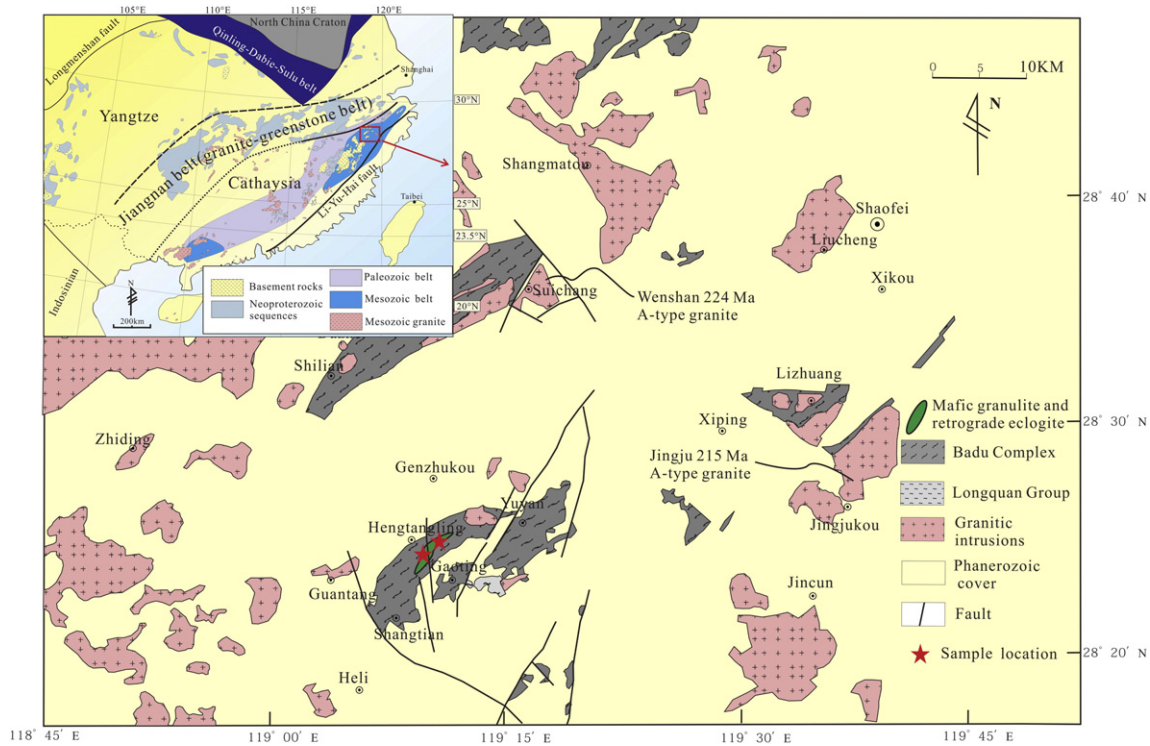 105°E
110°E
115°E
120°E
North China Craton
Qinling-Dabie-Sulu belt
Longmenshan fault
Shanghai
30°N
Yangtze
Jiangnan belt(granite-greenstone belt)
Cathaysia
Li-Yu-Hai fault
Taibei
25°N
23.5°N
20°N
Indosinian
N
200km
Basement rocks
Neoproterozoic
sequences
Paleozoic belt
Mesozoic belt
Mesozoic granite
0
5
10KM
N
Shangmatou
28° 40′ N
Shaofei
Liucheng
Xikou
Suichang
Wenshan 224 Ma
A-type granite
Shilian
Lizhuang
Xiping
28° 30′ N
Zhiding
Genzhukou
Jingju 215 Ma
A-type granite
Yuyan
Hengtangling
Jingjukou
Gaoting
Guantang
Jincun
Shangtian
Heli
28° 20′ N
Mafic granulite and
retrograde eclogite
Badu Complex
Longquan Group
Granitic
intrusions
Phanerozoic
cover
Fault
Sample location
118° 45′ E
119° 00′ E
119° 15′ E
119° 30′ E
119° 45′ E